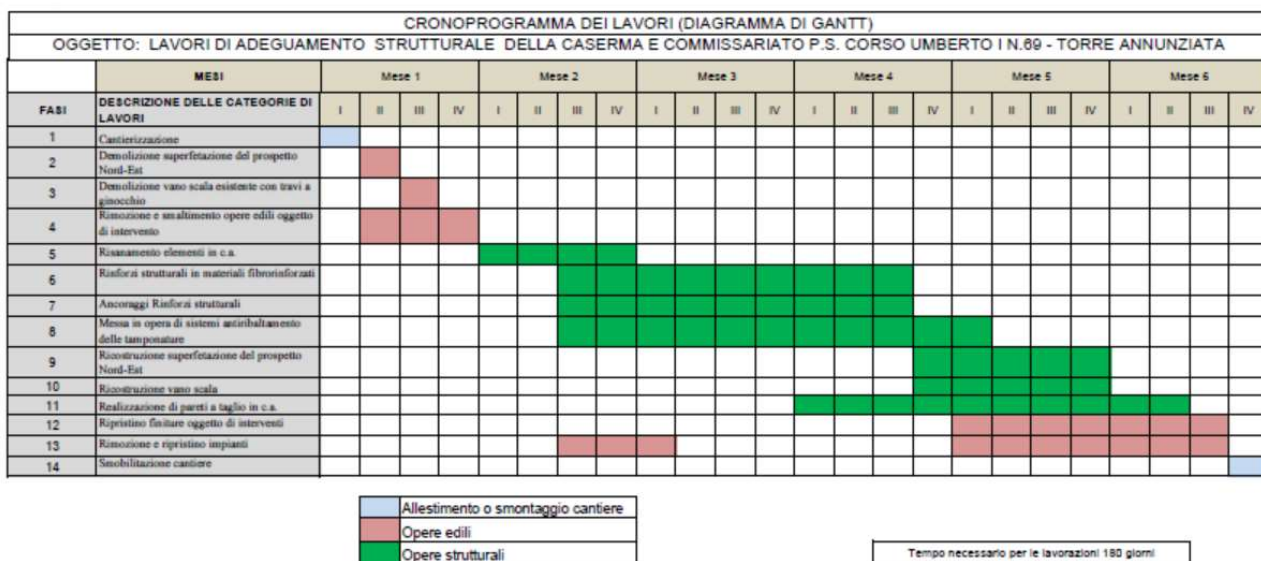 CRONOPROGRAMMA DEI LAVORI (DIAGRAMMA DI GANTT)
OGGETTO: LAVORI DI ADEGUAMENTO STRUTTURALE DELLA CASERMA E COMMISSARIATO P.S. CORSO UMBERTO I N.69 - TORRE ANNUNZIATA
MESI Mese 1 Mese 2 Mese 3 Mese 4 Mese 5 Mese 6
FASI DESCRIZIONE DELLE CATEGORIE DI LAVORI I II III IV I II III IV I II III IV I II III IV I II III IV I II III IV
1 Cantierizzazione
2 Demolizione superfetazione del prospetto
Nord-Est
3 Demolizione vano scala esistente con travi a
ginocchio
4 Rimozione e smaltimento opere edili oggetto
di intervento
5 Risanamento elementi in c.a.
6 Rinforzi strutturali in materiali fibrorinforzati
7 Ancoraggi Rinforzi strutturali
8 Messa in opera di sistemi antiribaltamento
delle tamponature
9 Ricostruzione superfetazione del prospetto
Nord-Est
10 Ricostruzione vano scala
11 Realizzazione di pareti a taglio in c.a.
12 Ripristino finiture oggetto di interventi
13 Rimozione e ripristino impianti
14 Smobilitazione cantiere
Allestimento o smontaggio cantiere
Opere edili
Opere strutturali
Tempo necessario per le lavorazioni 180 giorni